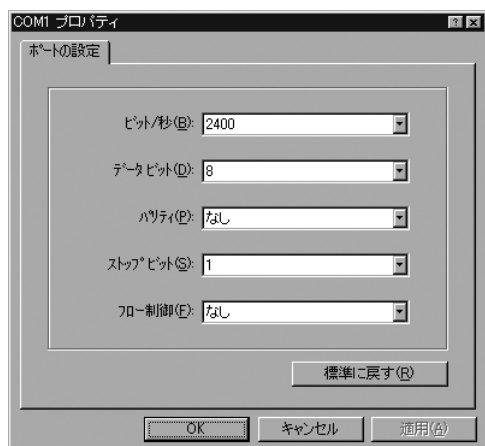 COM1 プロパティ
ポートの設定
ビット/秒(B): 2400
データ ビット(D): 8
パリティ(P): なし
ストップ ビット(S): 1
フロー制御(F): なし
標準に戻す(R)
OK キャンセル 適用(A)